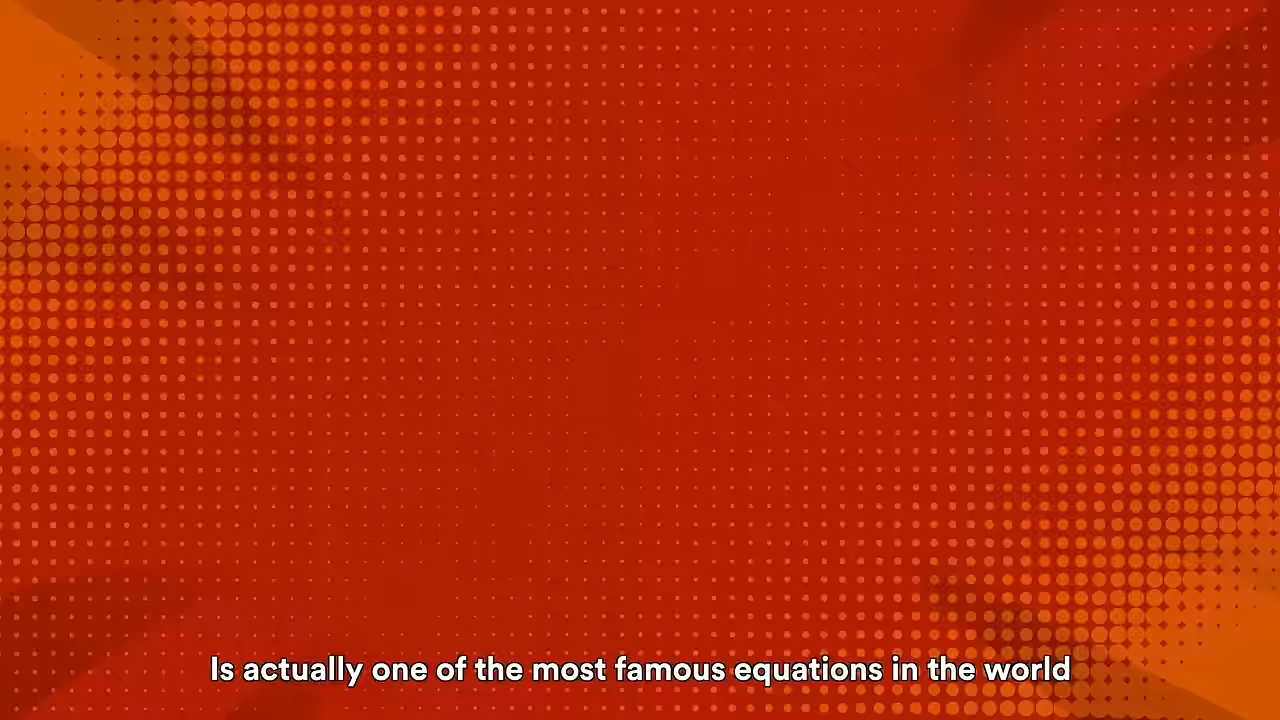 Is actually one of the most famous equations in the world